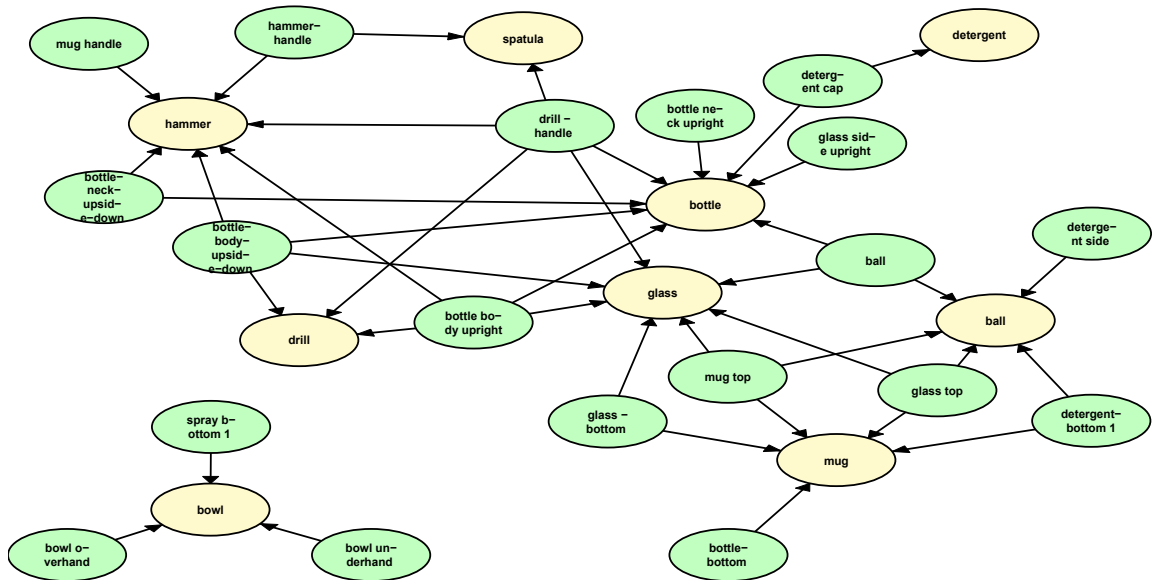 mug handle
hammer−
handle
spatula
detergent
deterg−
ent cap
hammer
drill −
handle
bottle ne−
ck upright
glass sid−
e upright
bottle−
neck−
upsid−
e−down
bottle
bottle−
body−
upsid−
e−down
ball
deterge−
nt side
glass
bottle bo−
dy upright
drill
ball
mug top
glass top
glass −
bottom
detergent−
bottom 1
spray b−
ottom 1
mug
bowl
bowl o−
verhand
bowl un−
derhand
bottle−
bottom